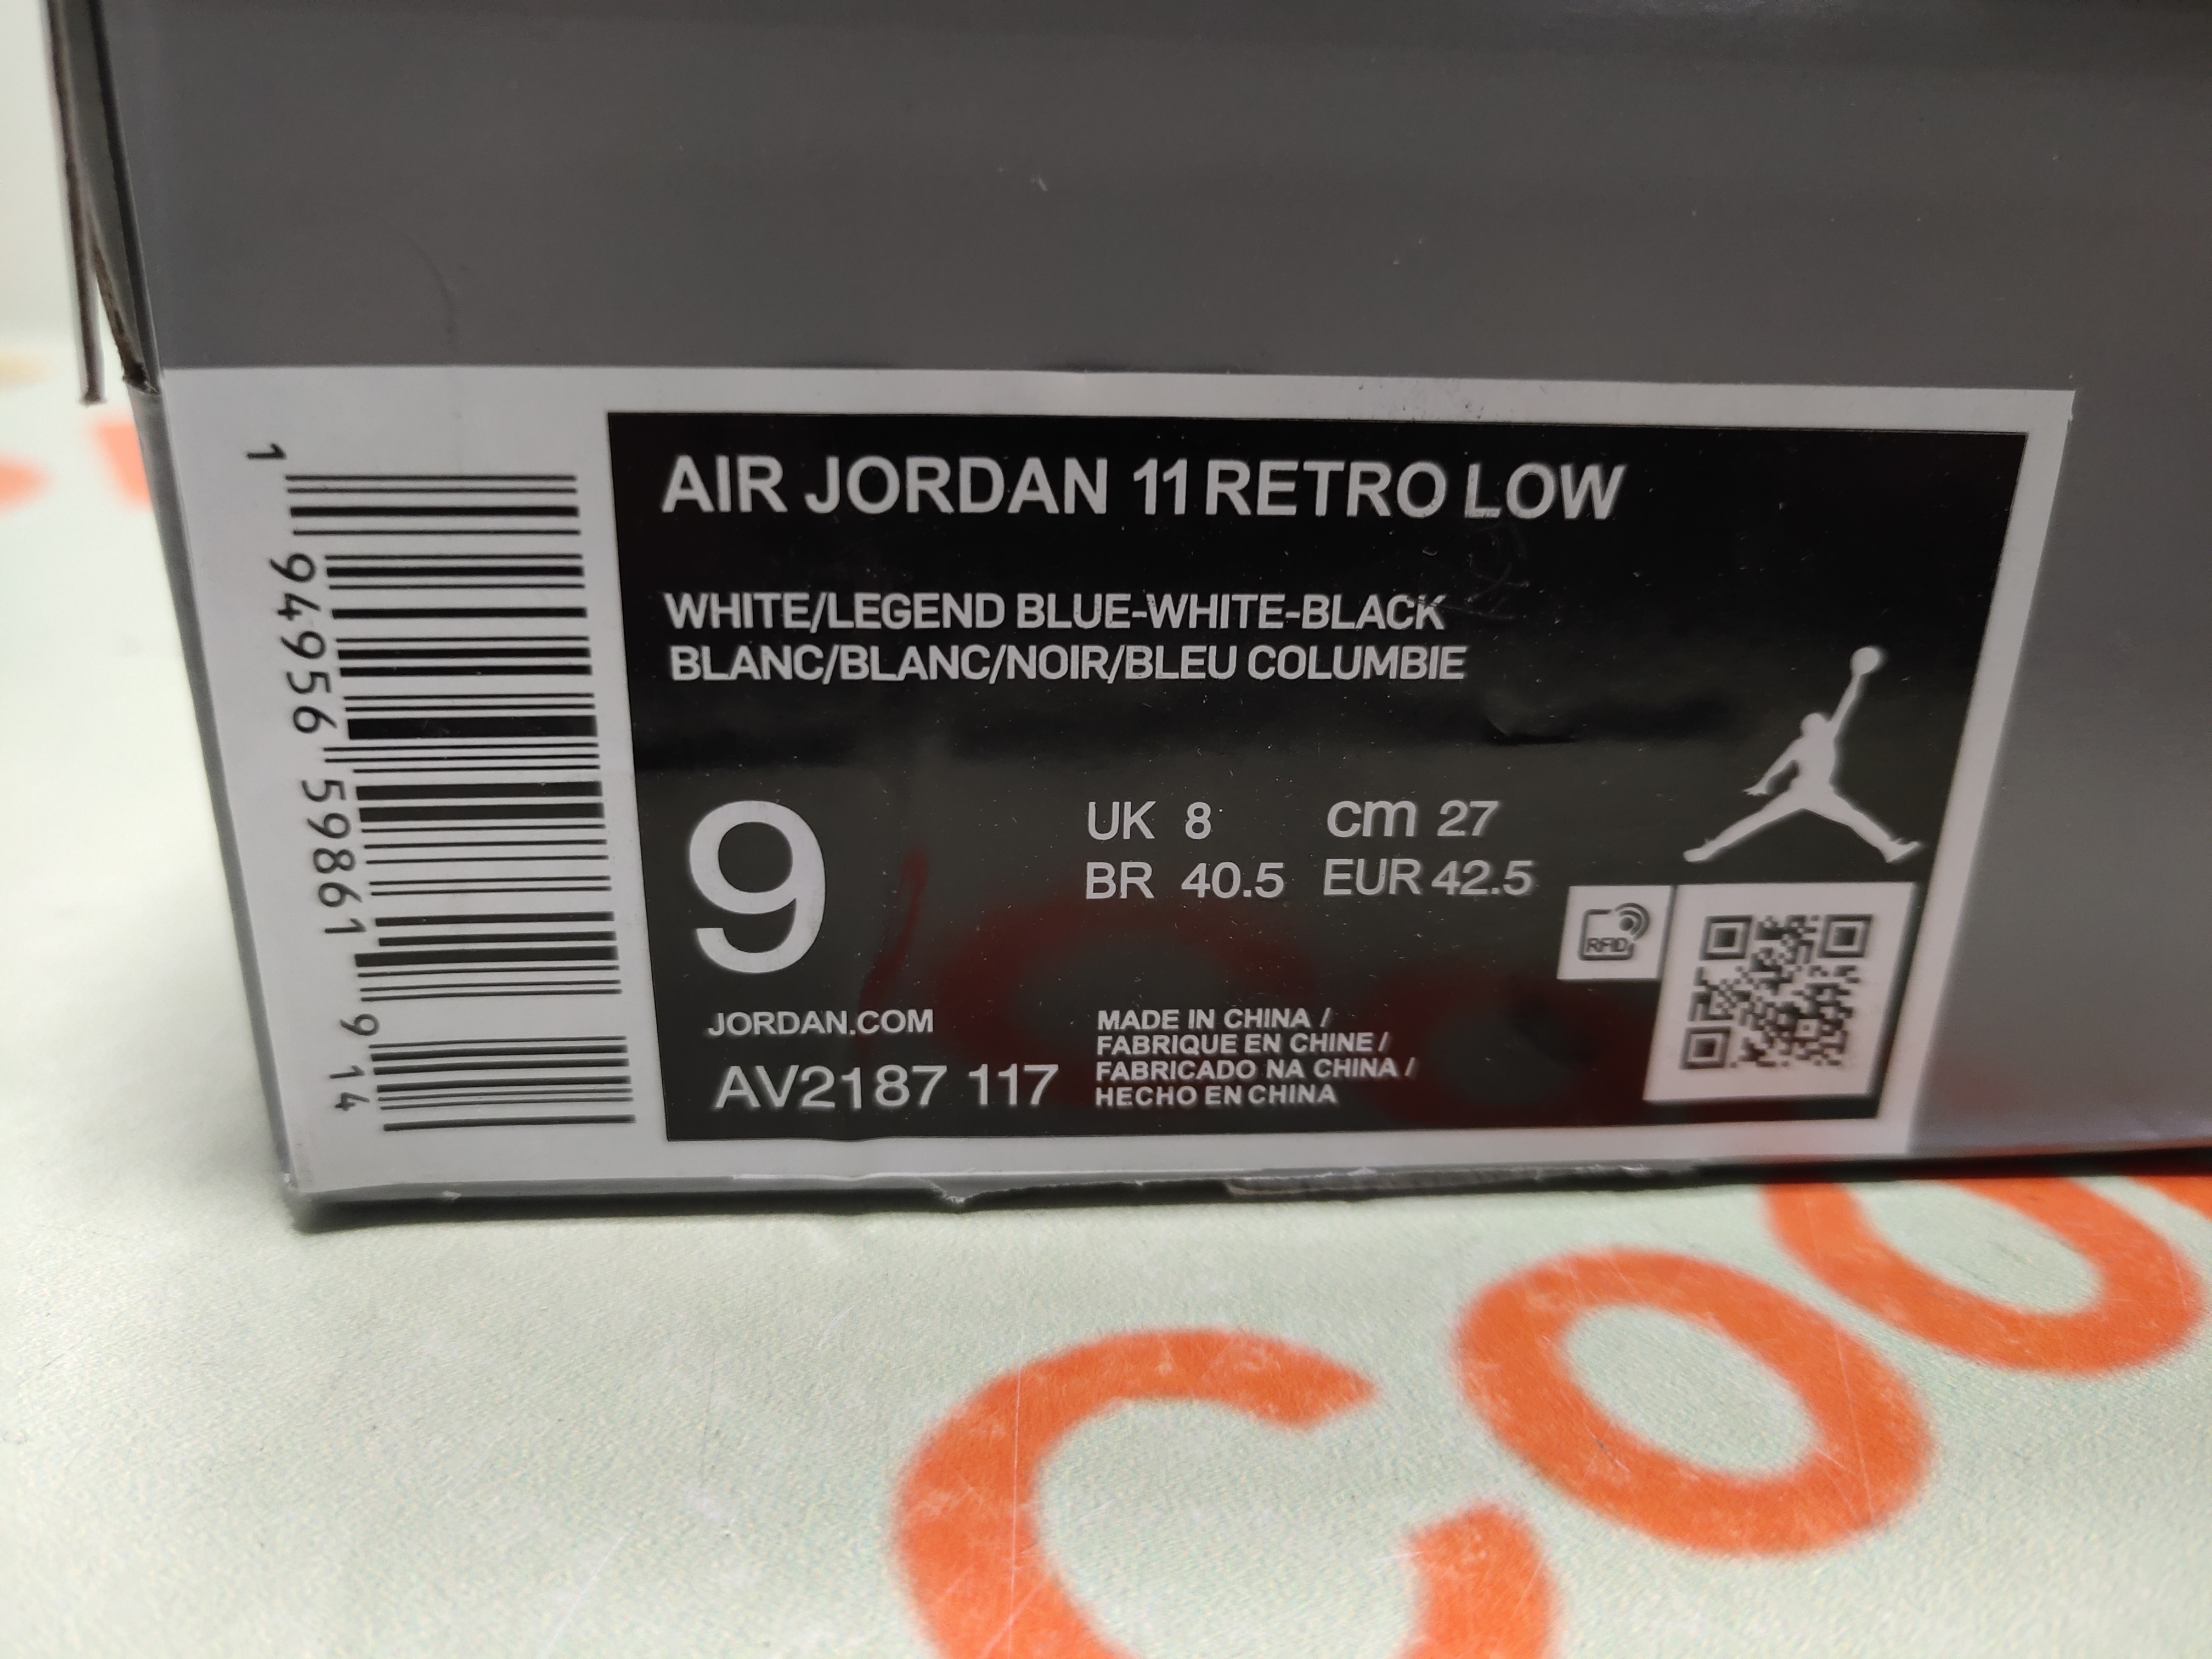 AIR JORDAN 11 RETRO LOW
WHITE/LEGEND BLUE-WHITE-BLACK
BLANC/BLANC/NOIR/BLEU COLUMBIE
9
UK 8 cm 27
BR 40.5 EUR 42.5
RFID
JORDAN.COM
AV2187 117
MADE IN CHINA /
FABRIQUE EN CHINE /
FABRICADO NA CHINA /
HECHO EN CHINA
1 94956 59861 9 14